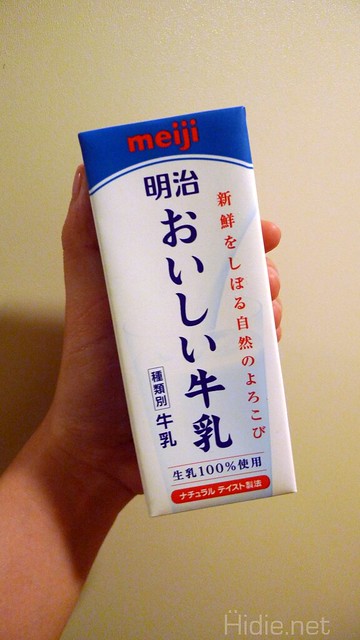 meiji
明治
おいしい牛乳
新鮮をしぼる自然のよろこび
種類別 牛乳
生乳100%使用
ナチュラル テイスト製法
Hidie.net